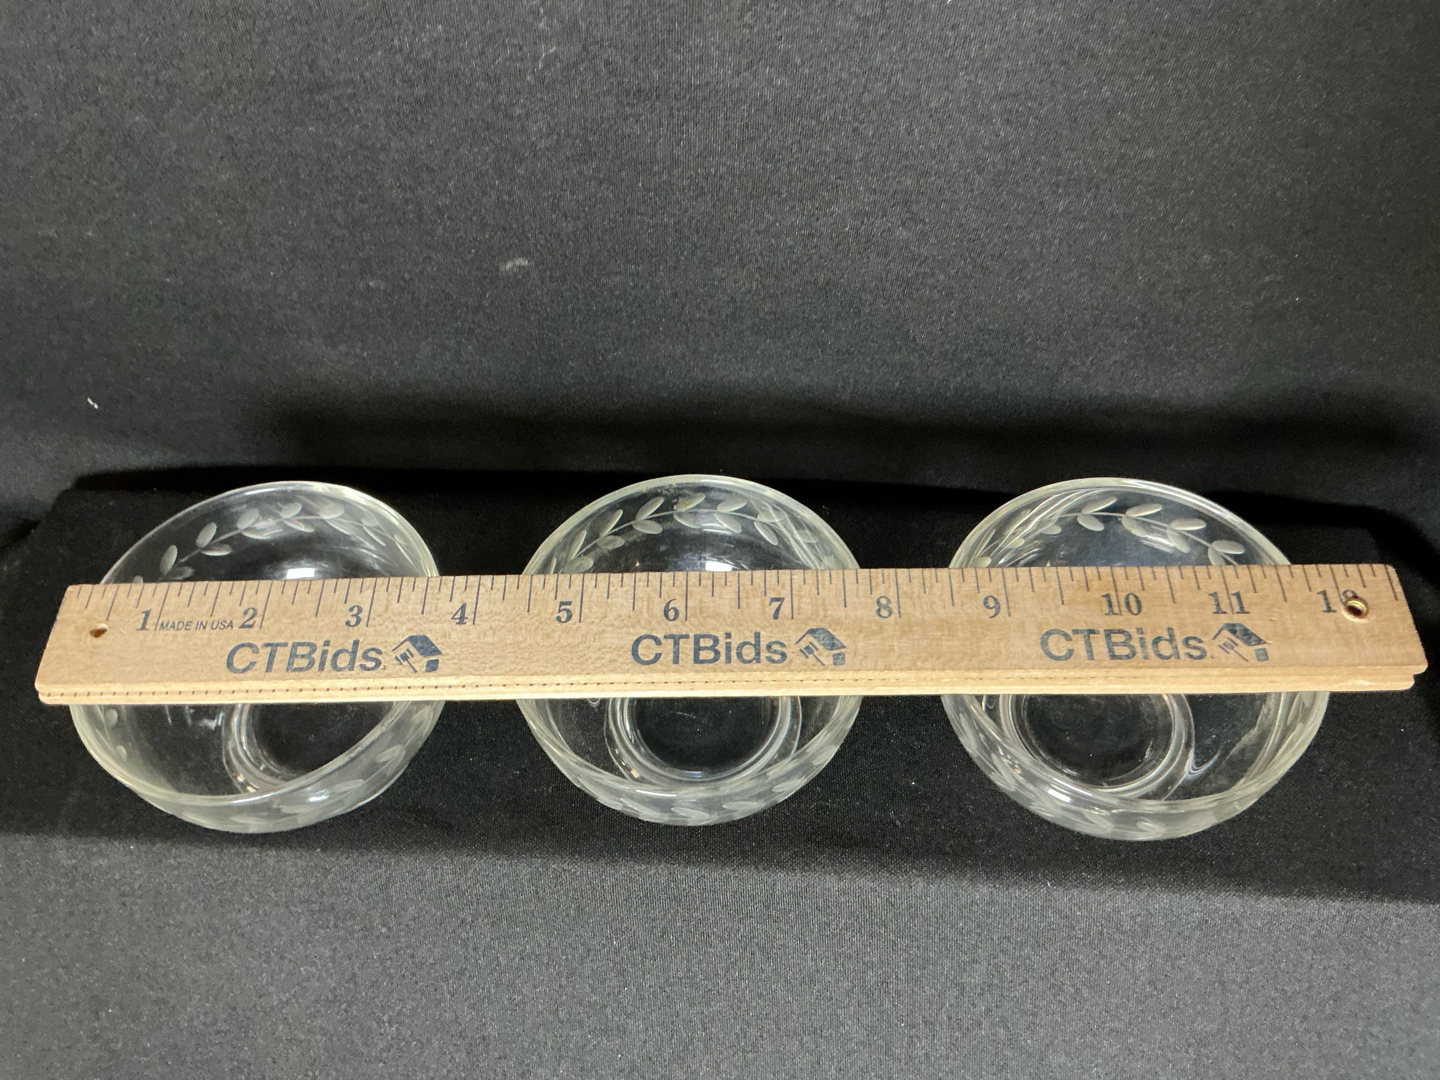 1 MADE IN USA 2 3 4 5 6 7 8 9 10 11 12
CTBids CTBids CTBids